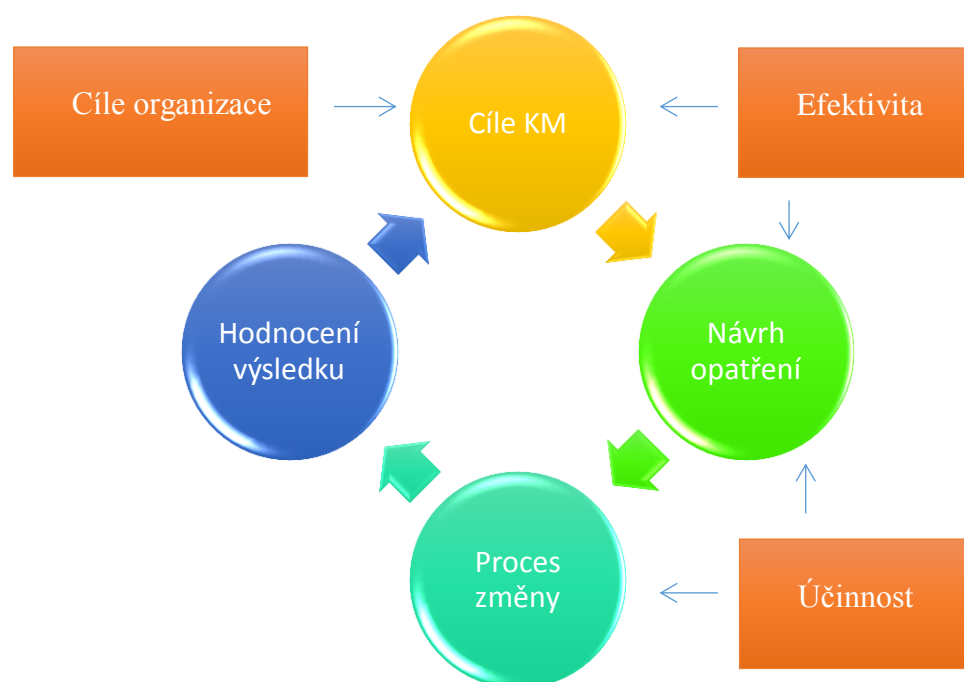 Cíle organizace
Cíle KM
Efektivita
Hodnocení
výsledku
Návrh
opatření
Proces
změny
Účinnost